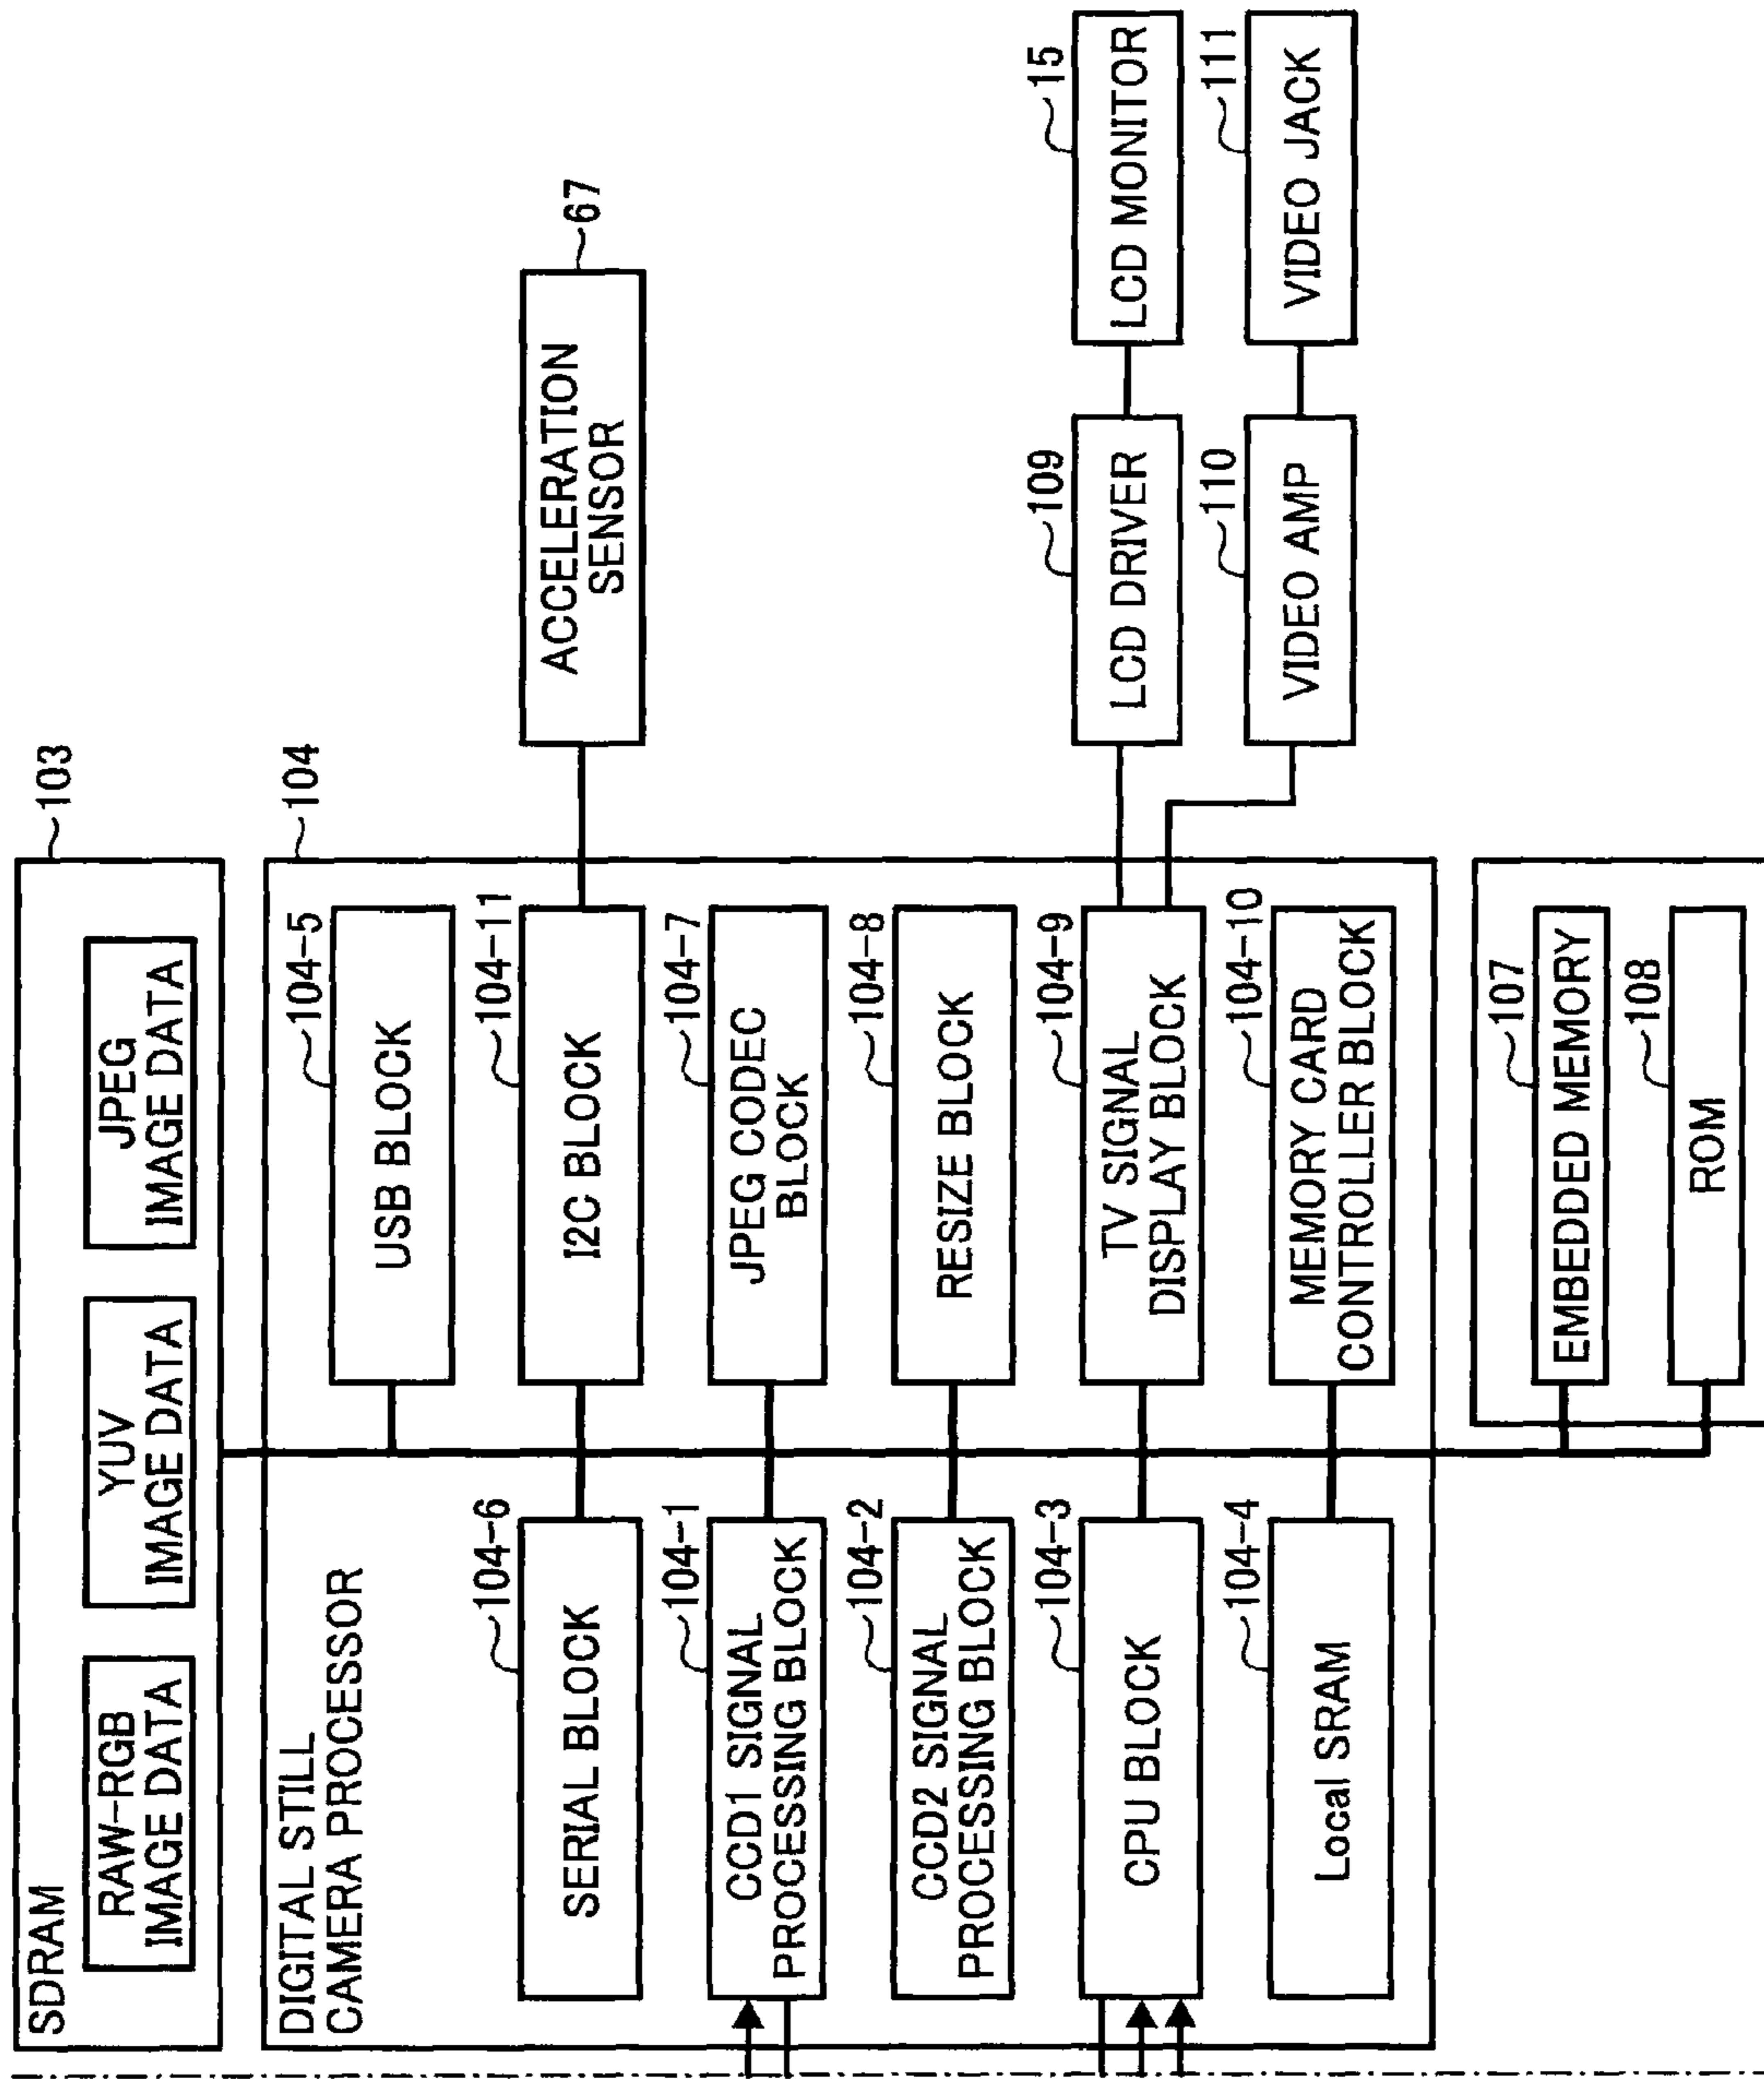 SDRAM
103
RAW-RGB
IMAGE DATA
YUV
IMAGE DATA
JPEG
IMAGE DATA
DIGITAL STILL
CAMERA PROCESSOR
104
104-5
USB BLOCK
104-6
SERIAL BLOCK
104-11
I2C BLOCK
67
ACCELERATION
SENSOR
104-1
CCD1 SIGNAL
PROCESSING BLOCK
104-7
JPEG CODEC
BLOCK
104-2
CCD2 SIGNAL
PROCESSING BLOCK
104-8
RESIZE BLOCK
104-3
CPU BLOCK
104-9
TV SIGNAL
DISPLAY BLOCK
109
LCD DRIVER
15
LCD MONITOR
104-4
Local SRAM
104-10
MEMORY CARD
CONTROLLER BLOCK
110
VIDEO AMP
111
VIDEO JACK
107
EMBEDDED MEMORY
108
ROM